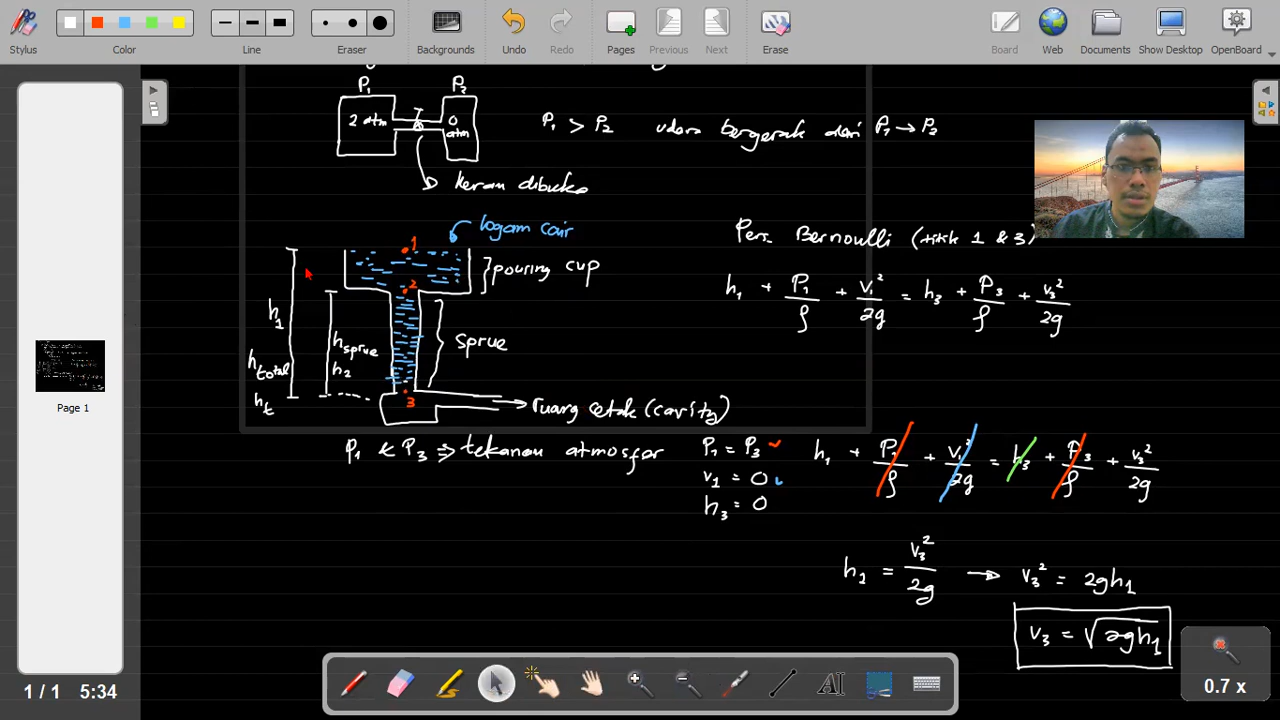 Stylus
Color
Line
Eraser
Backgrounds
Undo
Redo
Pages
Previous
Next
Erase
Board
Web
Documents
Show Desktop
OpenBoard
P1 P2
2 atm 0 atm
P1 > P2 udara bergerak dari P1 → P2
keran dibuka
logam cair
1
2
3
pouring cup
sprue
ruang cetak (cavity)
h1
htotal
ht
hsprue
h2
Pers. Bernoulli (titik 1 & 3)
h1 + P1/ρ + v1²/2g = h3 + P3/ρ + v3²/2g
P1 & P3 ⇒ tekanan atmosfer
P1 = P3
v1 = 0
h3 = 0
h1 + P1/ρ + v1²/2g = h3 + P3/ρ + v3²/2g
h1 = v3²/2g → v3² = 2gh1
v3 = √2gh1
Page 1
1 / 1 5:34
0.7 x